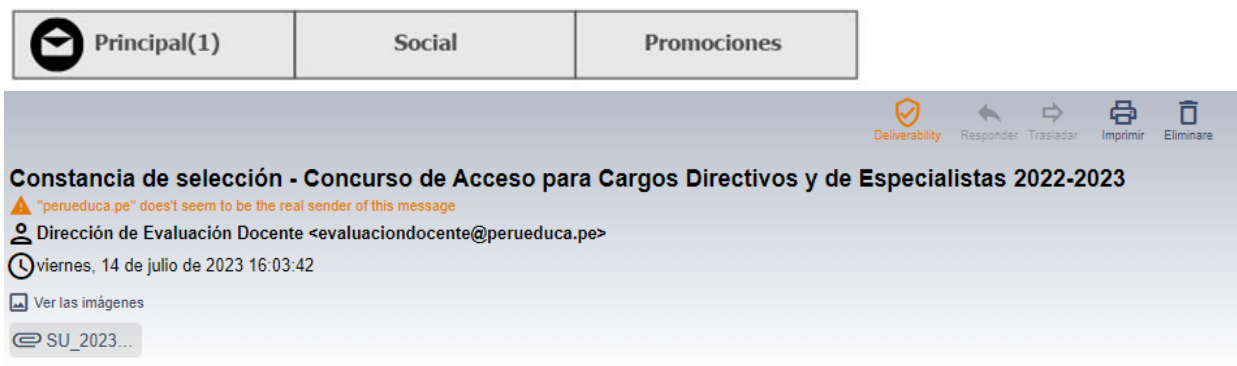 Principal(1) Social Promociones
Deliverability Responder Trasladar Imprimir Eliminare
Constancia de selección - Concurso de Acceso para Cargos Directivos y de Especialistas 2022-2023
"perueduca.pe" does't seem to be the real sender of this message
Dirección de Evaluación Docente <evaluaciondocente@perueduca.pe>
viernes, 14 de julio de 2023 16:03:42
Ver las imágenes
SU_2023...